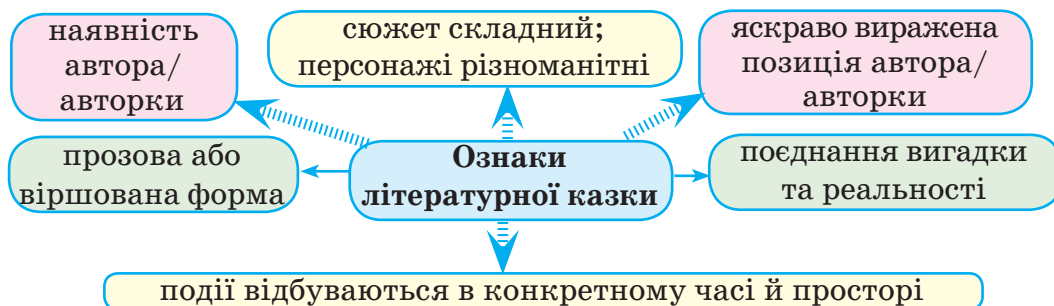 наявність
автора/
авторки
сюжет складний;
персонажі різноманітні
яскраво виражена
позиція автора/
авторки
прозова або
віршована форма
Ознаки
літературної казки
поєднання вигадки
та реальності
події відбуваються в конкретному часі й просторі